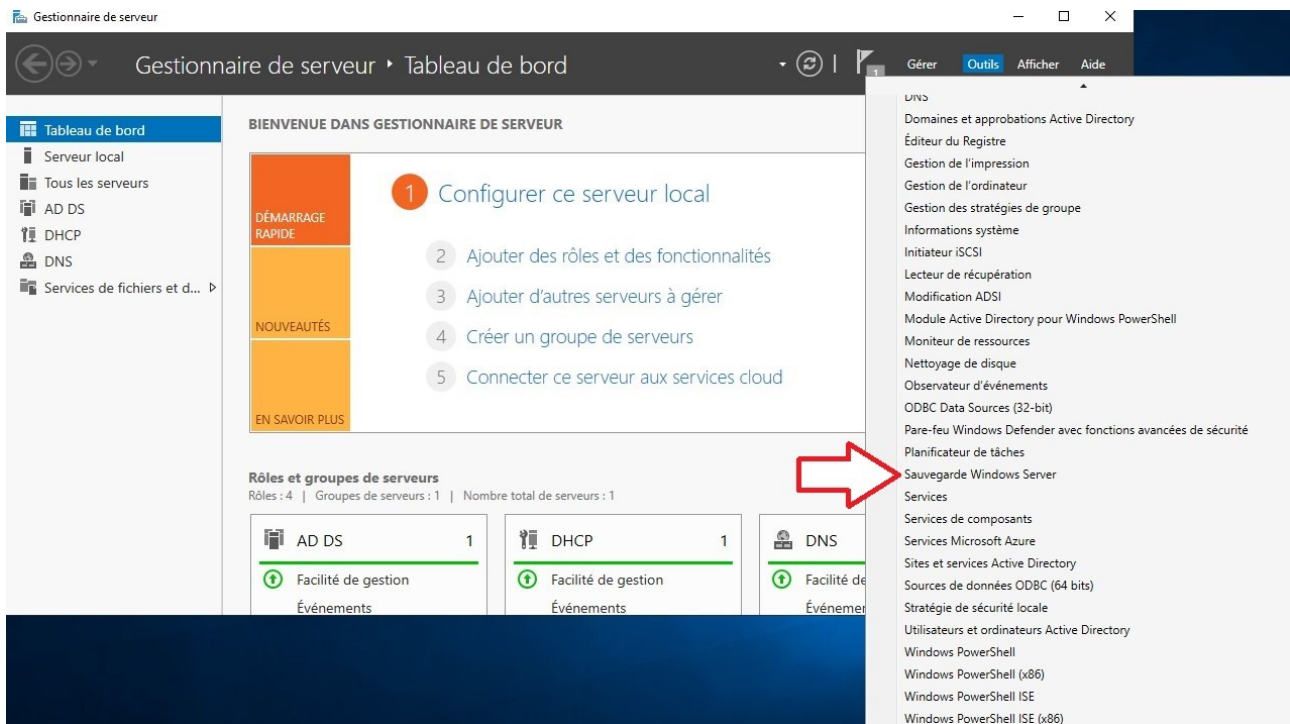 Gestionnaire de serveur
Gestionnaire de serveur ‣ Tableau de bord
1
Gérer Outils Afficher Aide
Tableau de bord
Serveur local
Tous les serveurs
AD DS
DHCP
DNS
Services de fichiers et d...
BIENVENUE DANS GESTIONNAIRE DE SERVEUR
DÉMARRAGE
RAPIDE
NOUVEAUTÉS
EN SAVOIR PLUS
1 Configurer ce serveur local
2 Ajouter des rôles et des fonctionnalités
3 Ajouter d'autres serveurs à gérer
4 Créer un groupe de serveurs
5 Connecter ce serveur aux services cloud
Rôles et groupes de serveurs
Rôles : 4 | Groupes de serveurs : 1 | Nombre total de serveurs : 1
AD DS 1
Facilité de gestion
Événements
DHCP 1
Facilité de gestion
Événements
DNS
Facilité de
Événemer
DNS
Domaines et approbations Active Directory
Éditeur du Registre
Gestion de l'impression
Gestion de l'ordinateur
Gestion des stratégies de groupe
Informations système
Initiateur iSCSI
Lecteur de récupération
Modification ADSI
Module Active Directory pour Windows PowerShell
Moniteur de ressources
Nettoyage de disque
Observateur d'événements
ODBC Data Sources (32-bit)
Pare-feu Windows Defender avec fonctions avancées de sécurité
Planificateur de tâches
Sauvegarde Windows Server
Services
Services de composants
Services Microsoft Azure
Sites et services Active Directory
Sources de données ODBC (64 bits)
Stratégie de sécurité locale
Utilisateurs et ordinateurs Active Directory
Windows PowerShell
Windows PowerShell (x86)
Windows PowerShell ISE
Windows PowerShell ISE (x86)